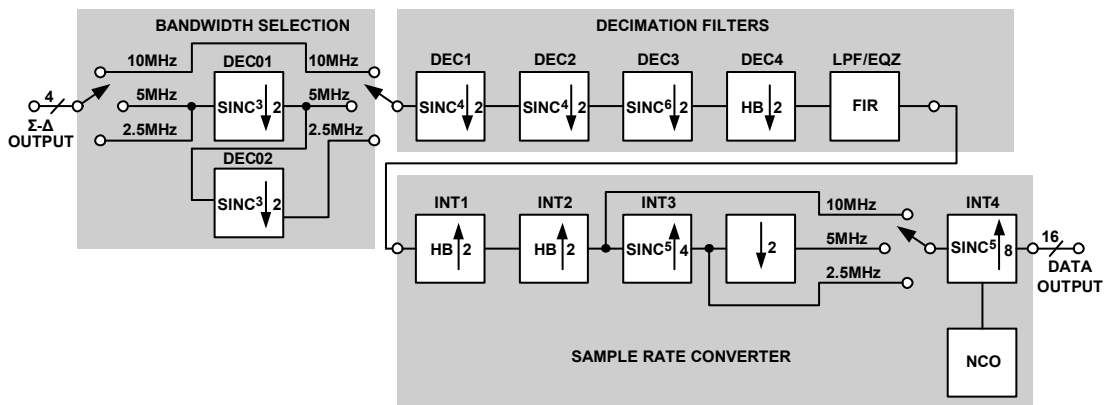 BANDWIDTH SELECTION
10MHz
10MHz
DEC01
4
5MHz
SINC3
2
5MHz
Σ-Δ
OUTPUT
2.5MHz
2.5MHz
DEC02
SINC3
2
DECIMATION FILTERS
DEC1
DEC2
DEC3
DEC4
LPF/EQZ
SINC4
2
SINC4
2
SINC6
2
HB
2
FIR
INT1
INT2
INT3
10MHz
INT4
HB
2
HB
2
SINC5
4
2
5MHz
SINC5
8
16
DATA
OUTPUT
2.5MHz
SAMPLE RATE CONVERTER
NCO